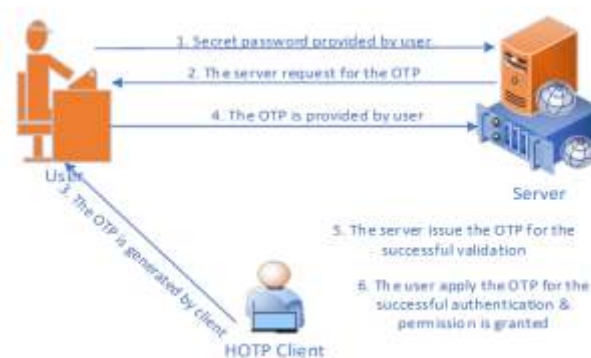 1. Secret password provided by user
2. The server request for the OTP
4. The OTP is provided by user
User
Server
3. The OTP is generated by client
5. The server issue the OTP for the
successful validation
6. The user apply the OTP for the
successful authentication &
permission is granted
HOTP Client